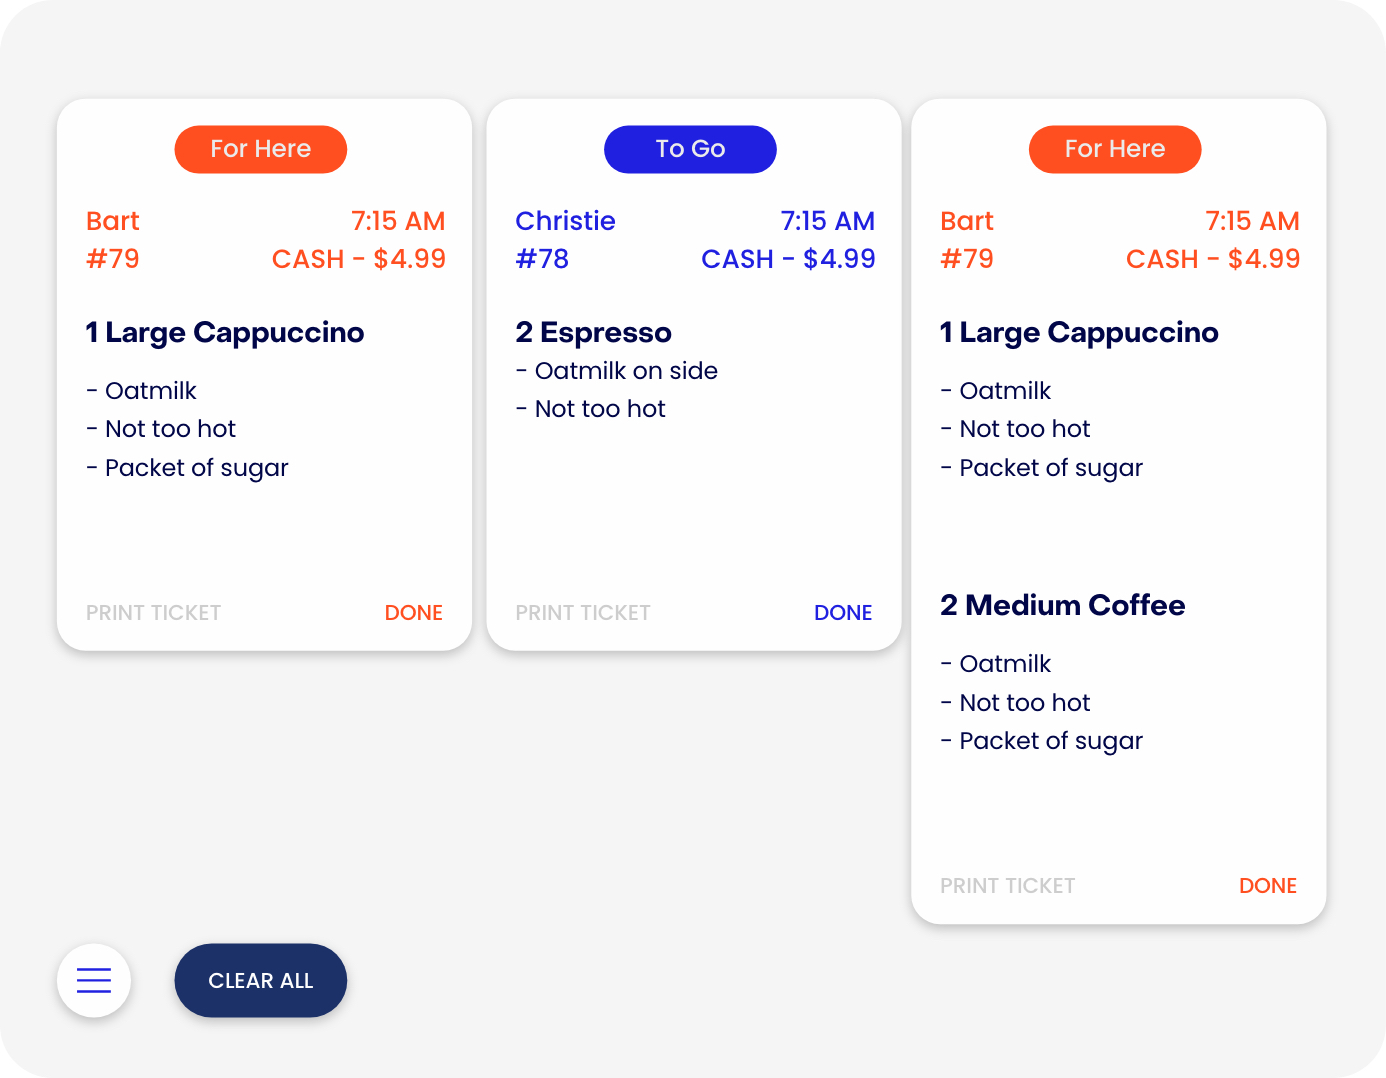 For Here
Bart 7:15 AM
#79 CASH - $4.99
1 Large Cappuccino
- Oatmilk
- Not too hot
- Packet of sugar
PRINT TICKET DONE
To Go
Christie 7:15 AM
#78 CASH - $4.99
2 Espresso
- Oatmilk on side
- Not too hot
PRINT TICKET DONE
For Here
Bart 7:15 AM
#79 CASH - $4.99
1 Large Cappuccino
- Oatmilk
- Not too hot
- Packet of sugar
2 Medium Coffee
- Oatmilk
- Not too hot
- Packet of sugar
PRINT TICKET DONE
CLEAR ALL